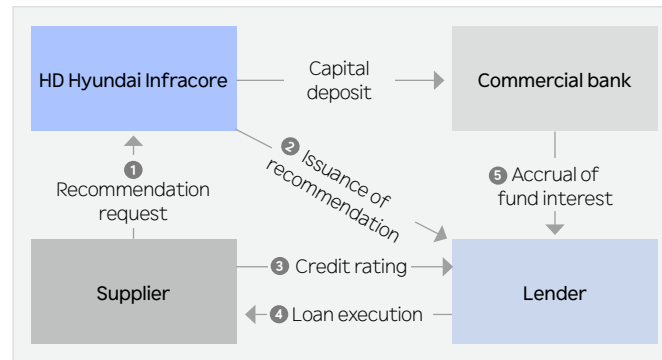 HD Hyundai Infracore
Capital
deposit
Commercial bank
1
Recommendation
request
2 Issuance of
recommendation
5 Accrual of
fund interest
Supplier
3 Credit rating
4 Loan execution
Lender